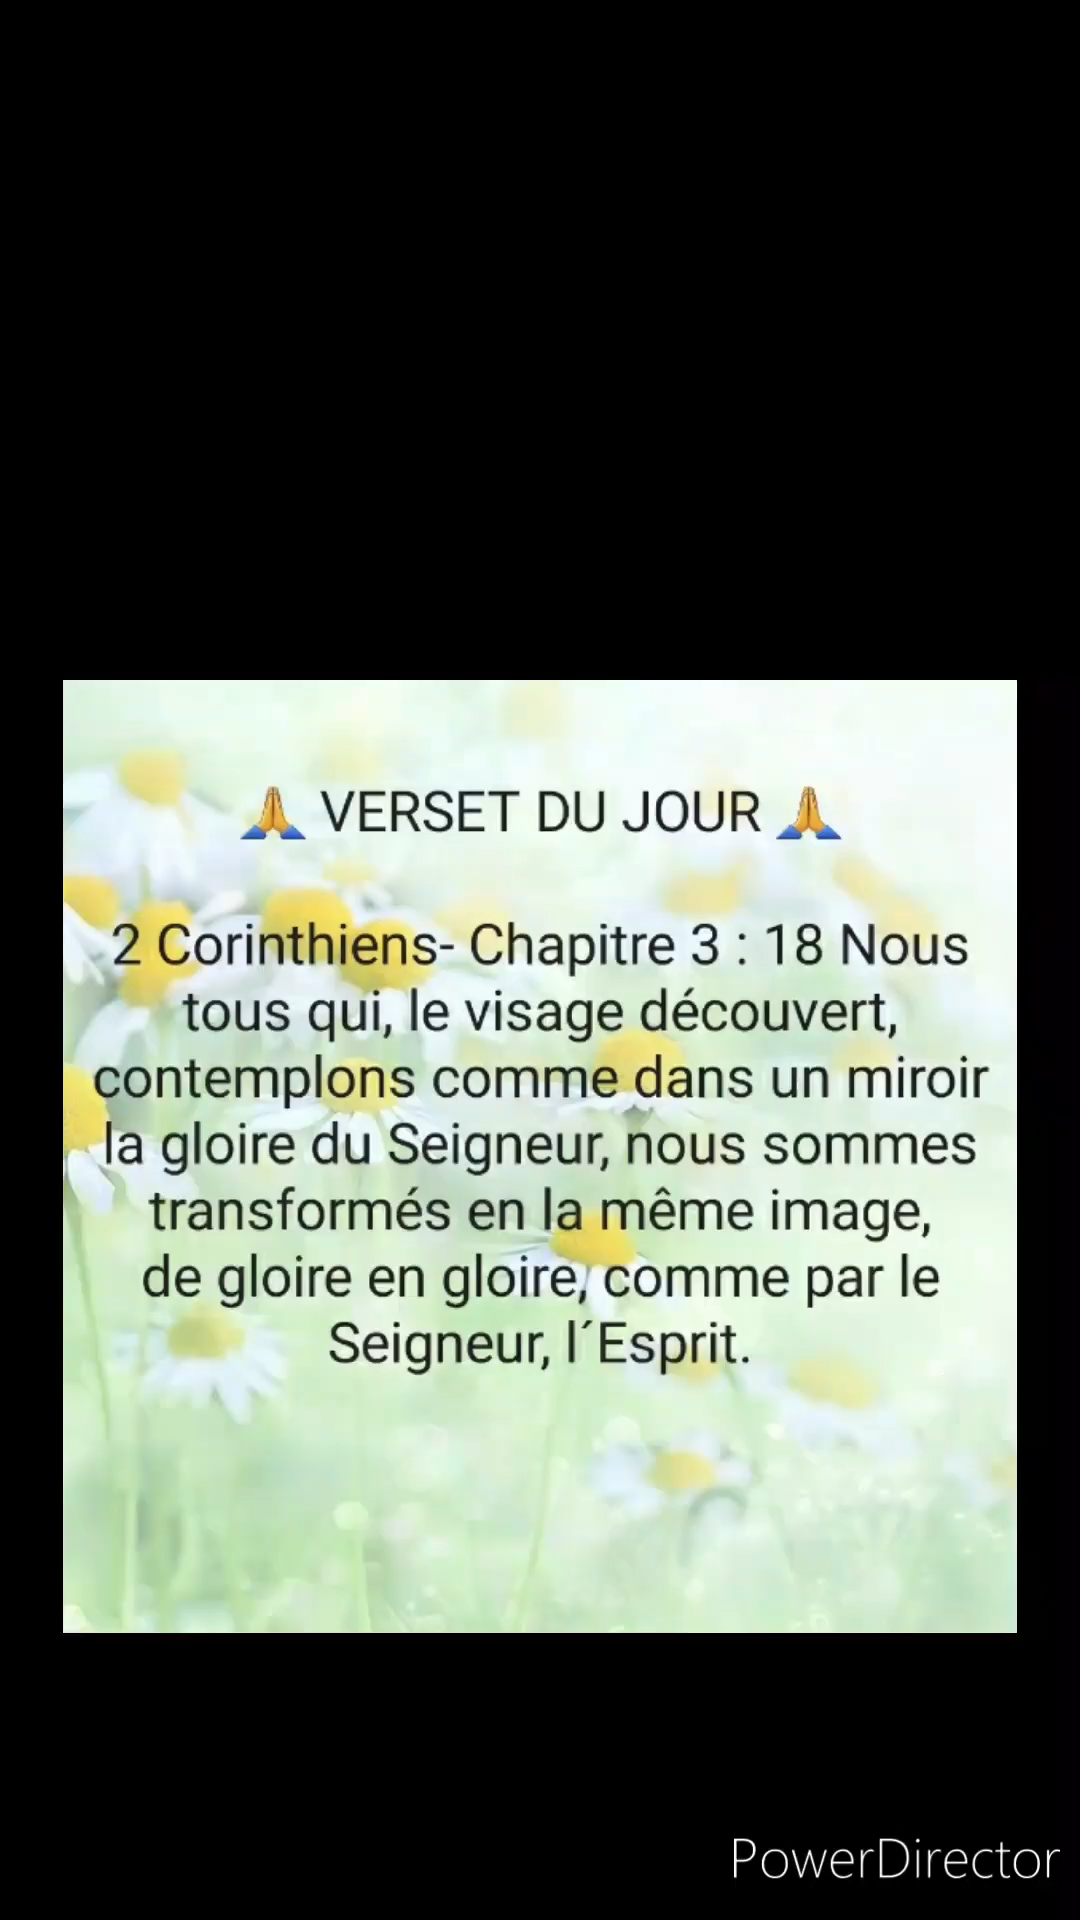 🙏 VERSET DU JOUR 🙏
2 Corinthiens- Chapitre 3 : 18 Nous
tous qui, le visage découvert,
contemplons comme dans un miroir
la gloire du Seigneur, nous sommes
transformés en la même image,
de gloire en gloire, comme par le
Seigneur, l´Esprit.
PowerDirector